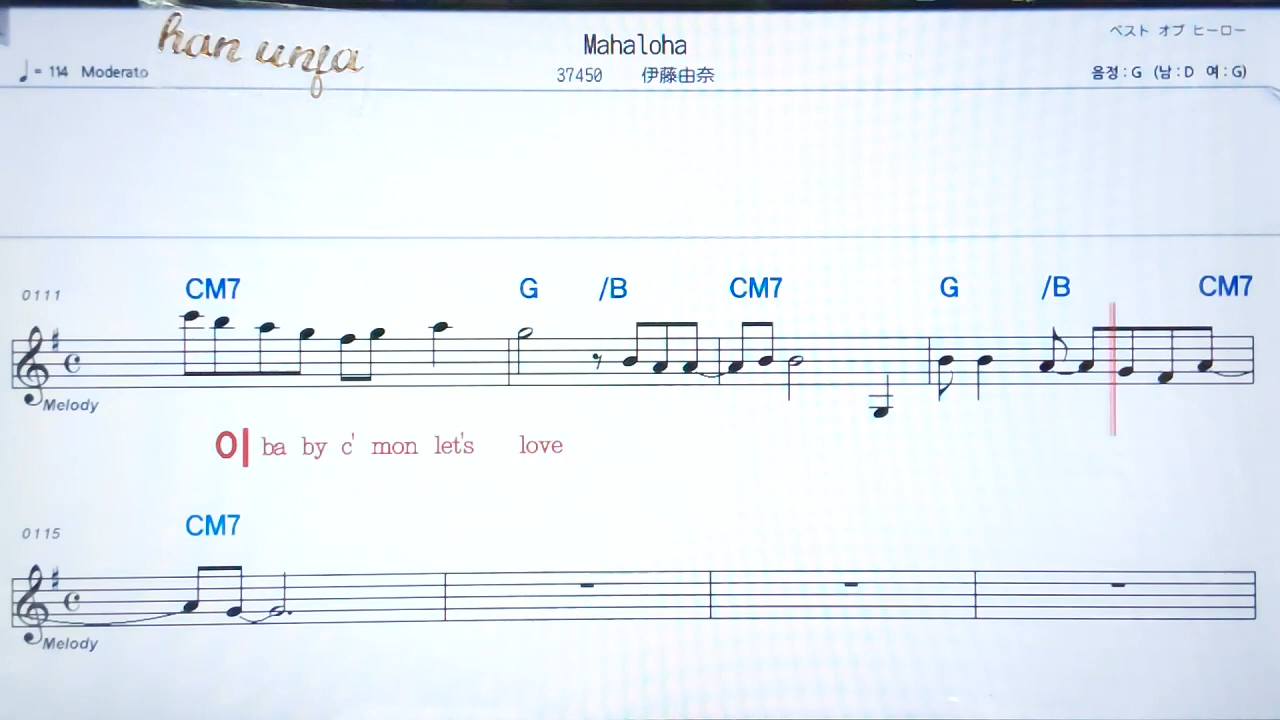 han unfa
Mahaloha
ベスト オブ ヒーロー
♩= 114 Moderato
37450 伊藤由奈
음정 : G (남 : D 여 : G)
0111 CM7 G /B CM7 G /B CM7
Melody
이 ba by c' mon let's love
0115 CM7
Melody